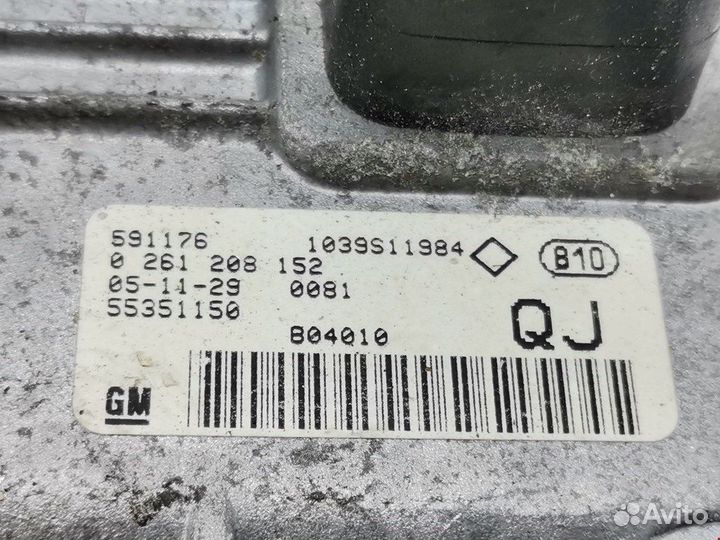 591176 1039S11984 B10
0 261 208 152
05-11-29 0081
55351150 QJ
B04010
GM
Avito